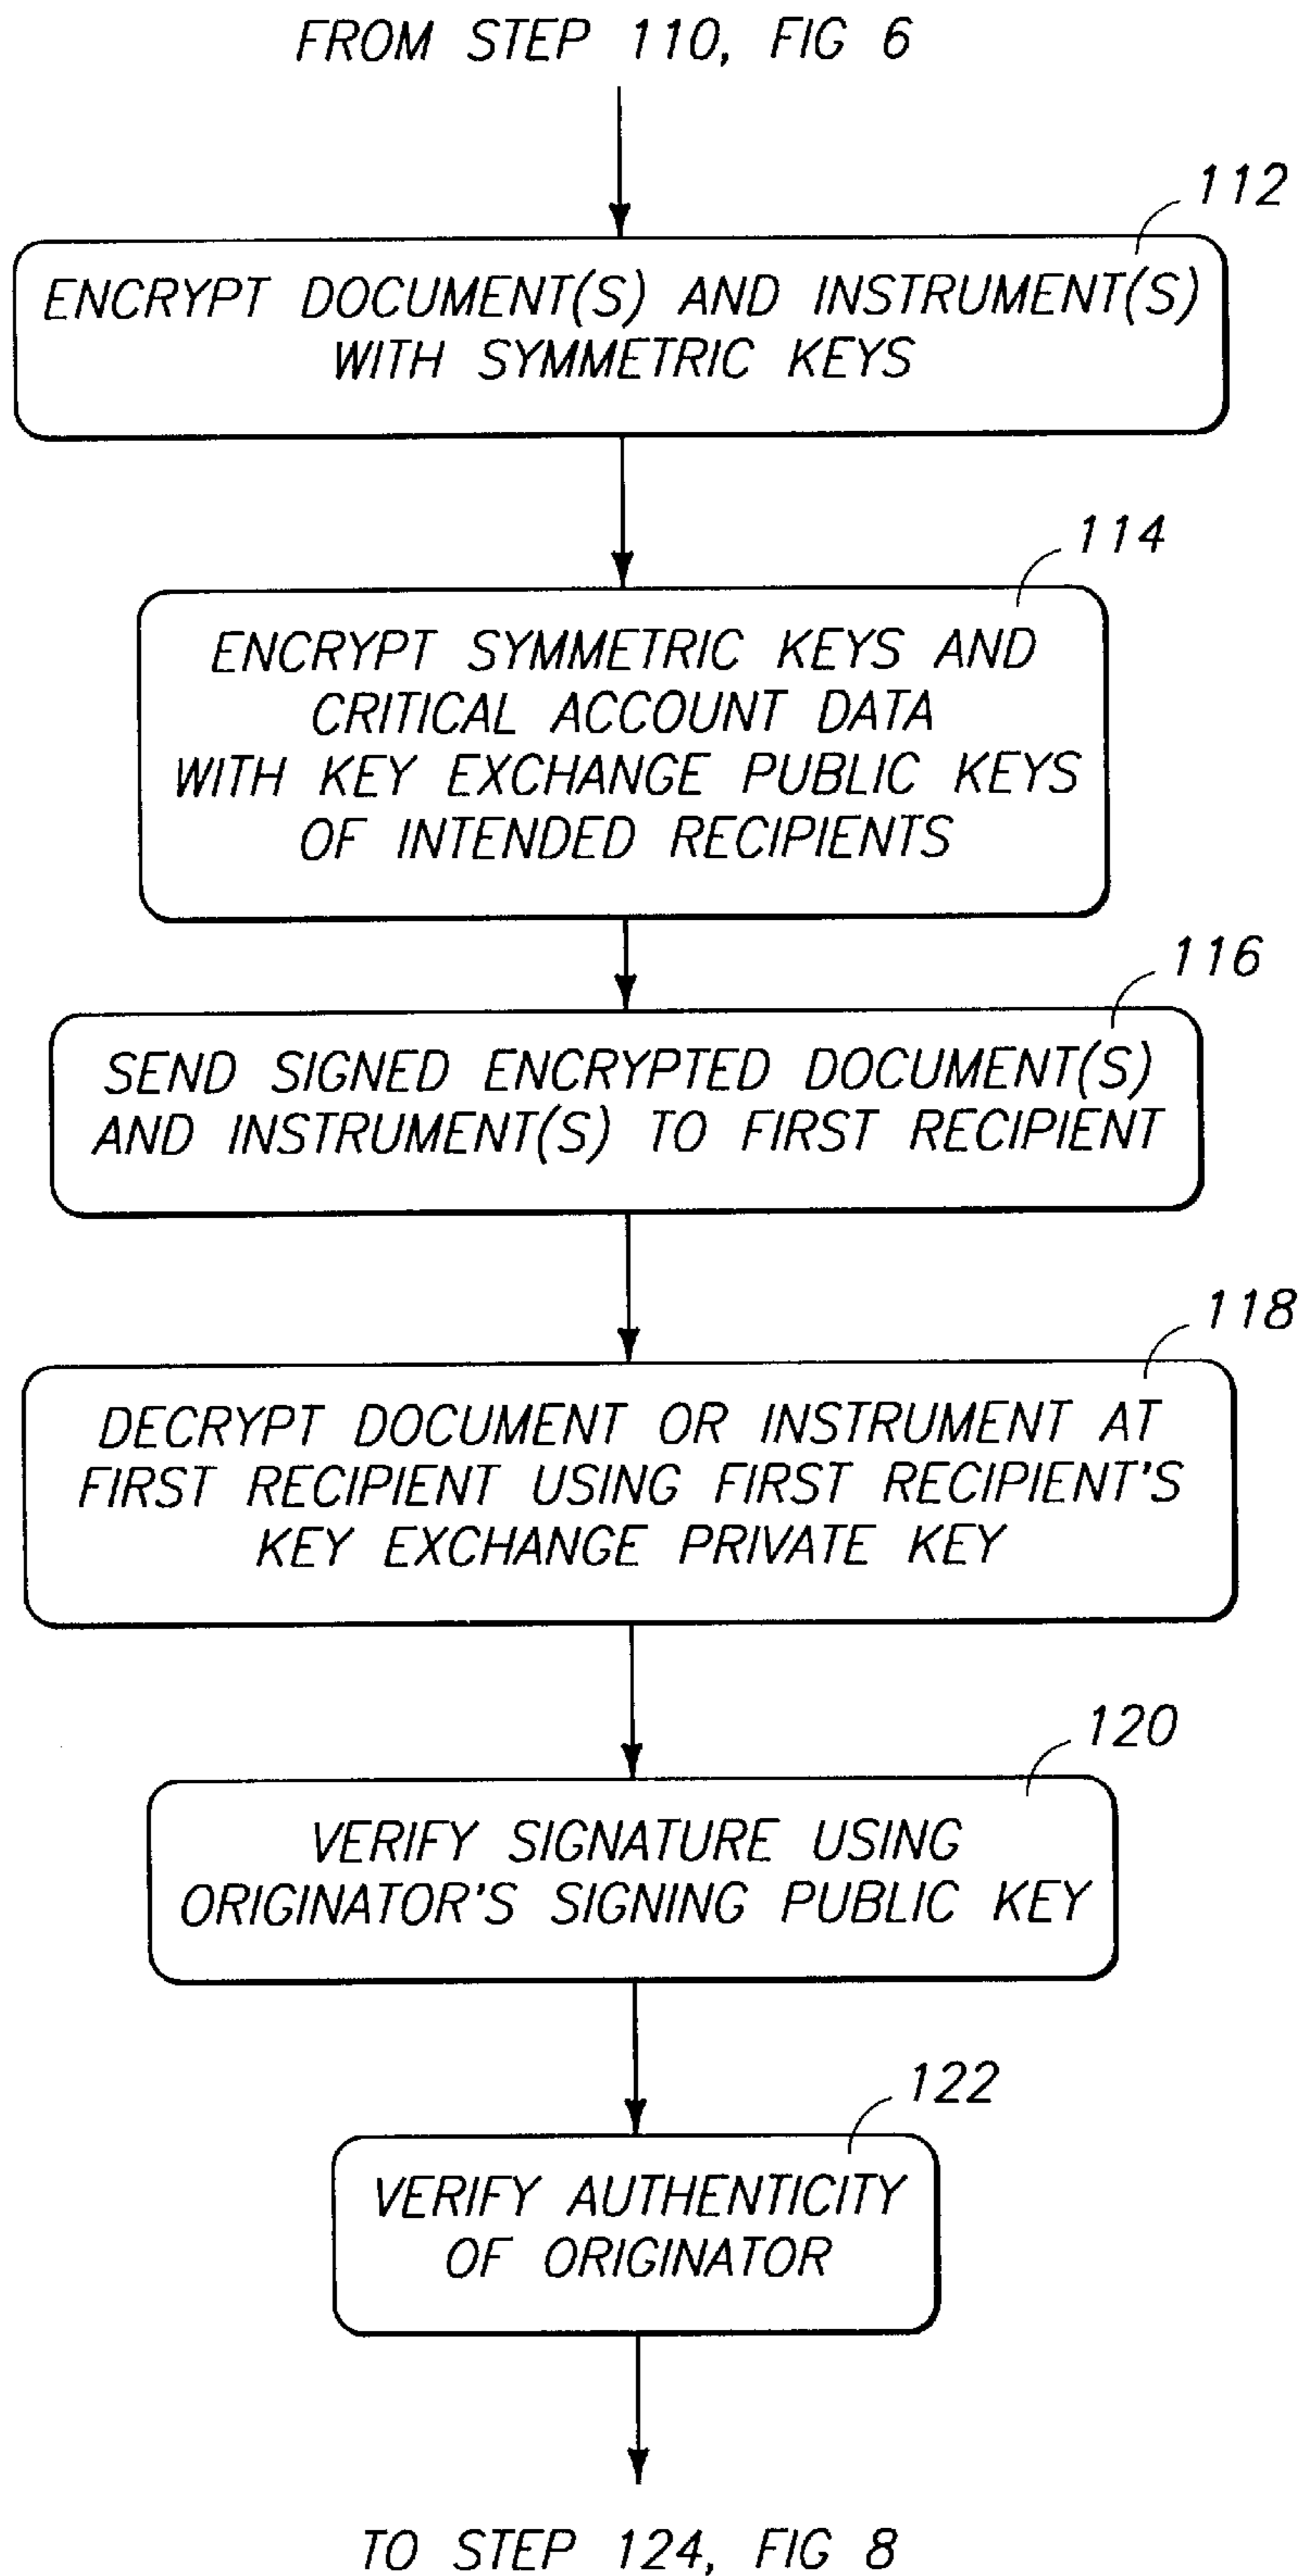 FROM STEP 110, FIG 6
112
ENCRYPT DOCUMENT(S) AND INSTRUMENT(S)
WITH SYMMETRIC KEYS
114
ENCRYPT SYMMETRIC KEYS AND
CRITICAL ACCOUNT DATA
WITH KEY EXCHANGE PUBLIC KEYS
OF INTENDED RECIPIENTS
116
SEND SIGNED ENCRYPTED DOCUMENT(S)
AND INSTRUMENT(S) TO FIRST RECIPIENT
118
DECRYPT DOCUMENT OR INSTRUMENT AT
FIRST RECIPIENT USING FIRST RECIPIENT'S
KEY EXCHANGE PRIVATE KEY
120
VERIFY SIGNATURE USING
ORIGINATOR'S SIGNING PUBLIC KEY
122
VERIFY AUTHENTICITY
OF ORIGINATOR
TO STEP 124, FIG 8